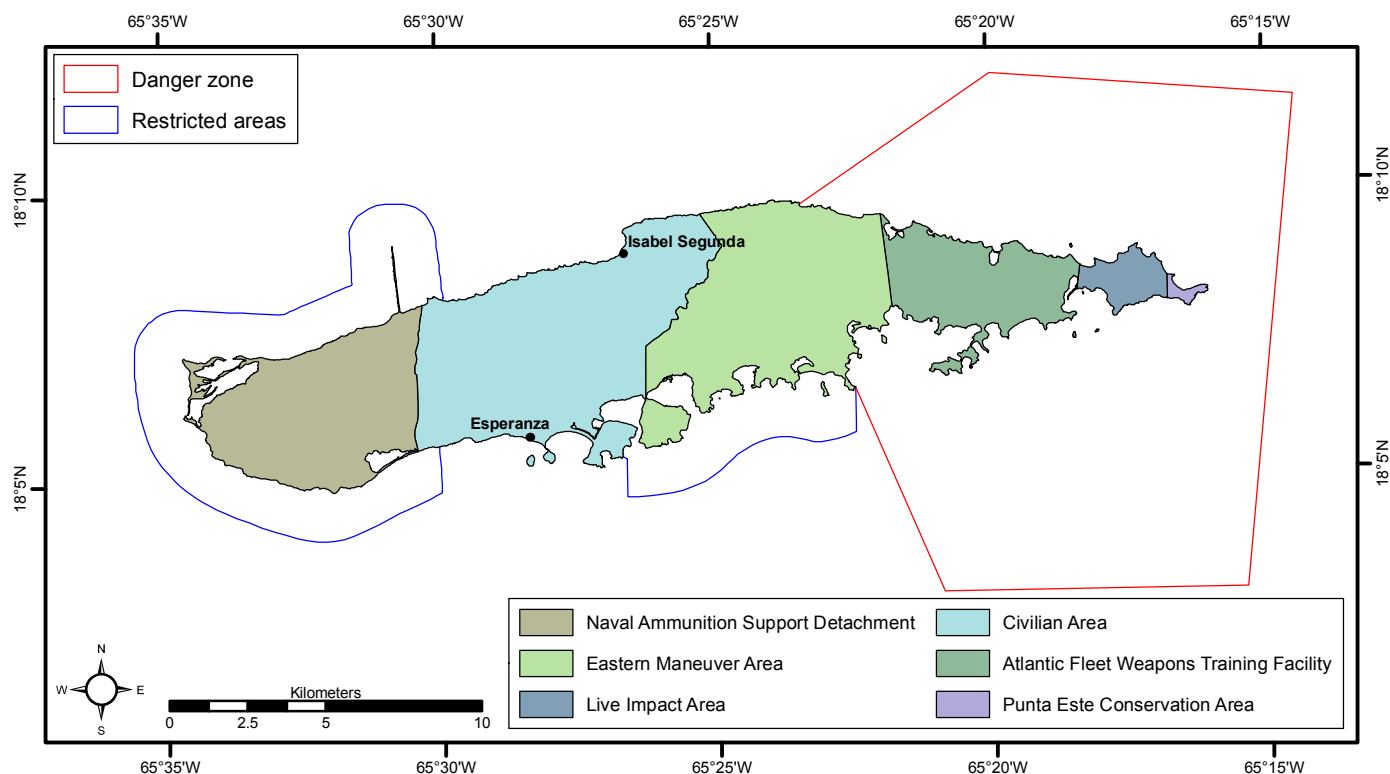 65°35'W 65°30'W 65°25'W 65°20'W 65°15'W
Danger zone
Restricted areas
18°10'N
18°10'N
Isabel Segunda
Esperanza
18°5'N
18°5'N
Naval Ammunition Support Detachment
Civilian Area
Eastern Maneuver Area
Atlantic Fleet Weapons Training Facility
Live Impact Area
Punta Este Conservation Area
N
W E
S
Kilometers
0 2.5 5 10
65°35'W 65°30'W 65°25'W 65°20'W 65°15'W